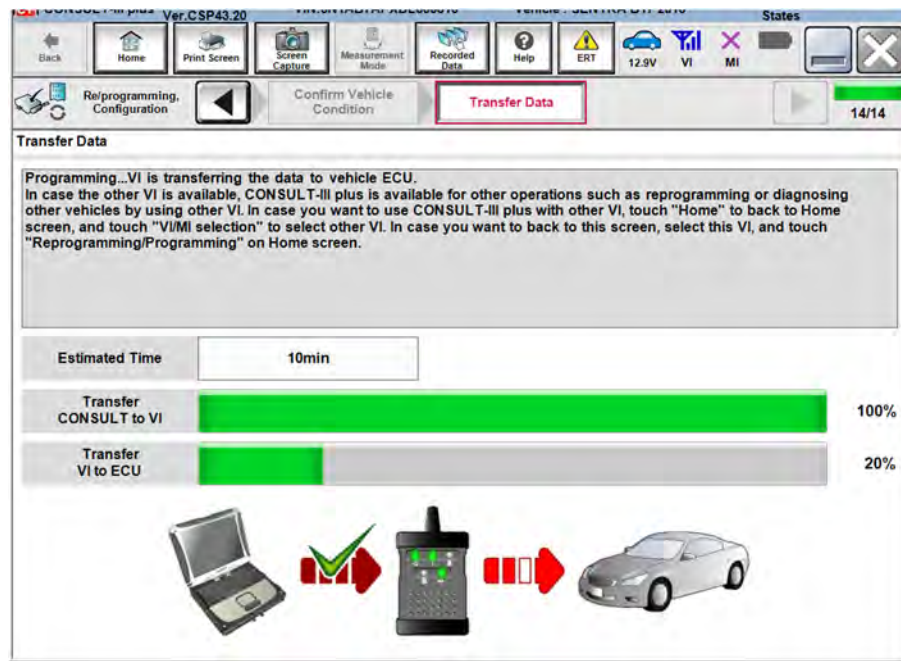 CONSULT-III plus Ver.CSP43.20
States
Back
Home
Print Screen
Screen
Capture
Measurement
Mode
Recorded
Data
Help
ERT
12.9V
VI
MI
Re/programming,
Configuration
Confirm Vehicle
Condition
Transfer Data
14/14
Transfer Data
Programming...VI is transferring the data to vehicle ECU.
In case the other VI is available, CONSULT-III plus is available for other operations such as reprogramming or diagnosing
other vehicles by using other VI. In case you want to use CONSULT-III plus with other VI, touch "Home" to back to Home
screen, and touch "VI/MI selection" to select other VI. In case you want to back to this screen, select this VI, and touch
"Reprogramming/Programming" on Home screen.
Estimated Time
10min
Transfer
CONSULT to VI
100%
Transfer
VI to ECU
20%